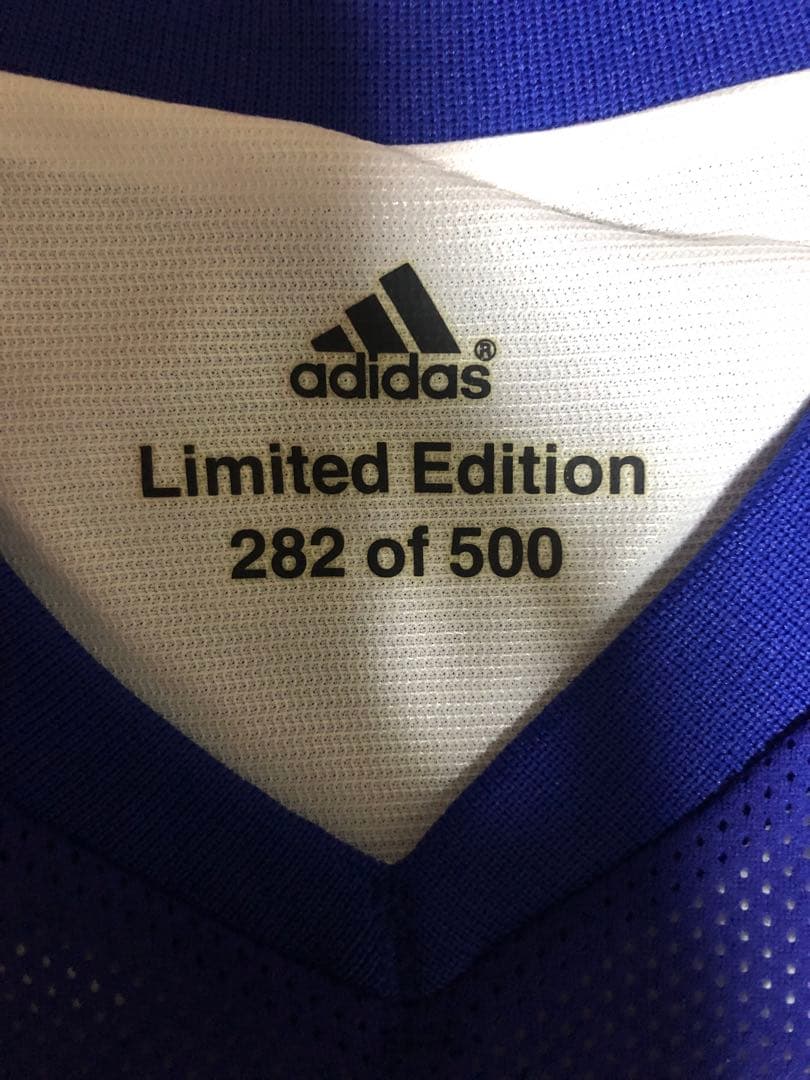 adidas®
Limited Edition
282 of 500